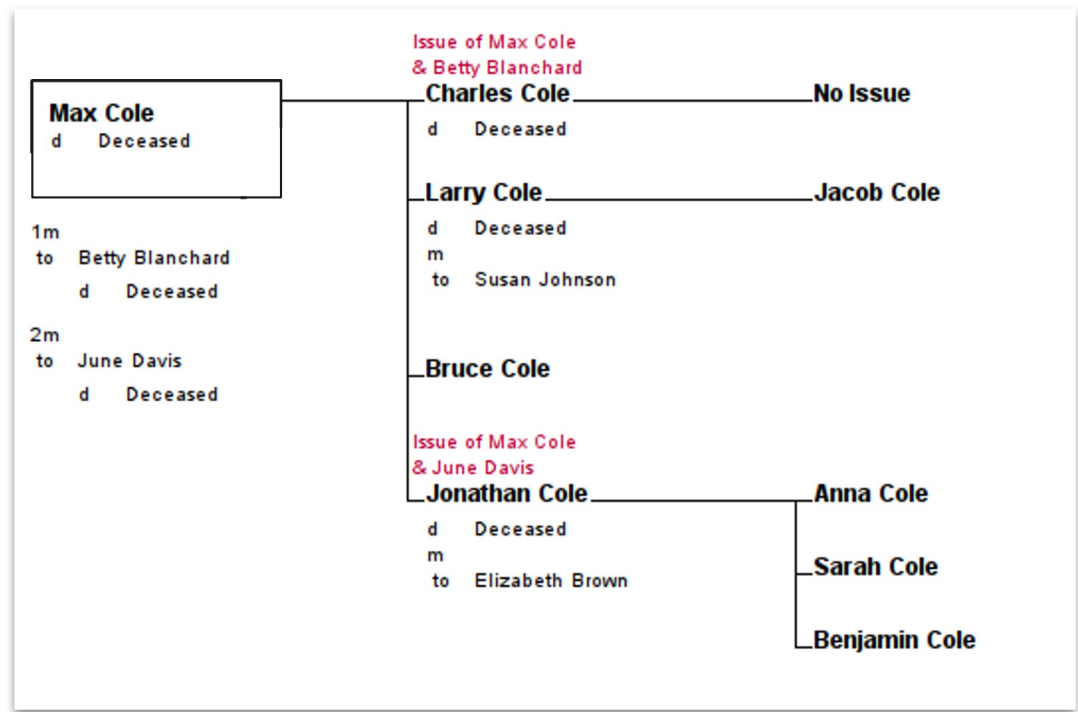 Max Cole
d Deceased
1m
to Betty Blanchard
d Deceased
2m
to June Davis
d Deceased
Issue of Max Cole
& Betty Blanchard
Charles Cole
d Deceased
No Issue
Larry Cole
d Deceased
m
to Susan Johnson
Jacob Cole
Bruce Cole
Issue of Max Cole
& June Davis
Jonathan Cole
d Deceased
m
to Elizabeth Brown
Anna Cole
Sarah Cole
Benjamin Cole